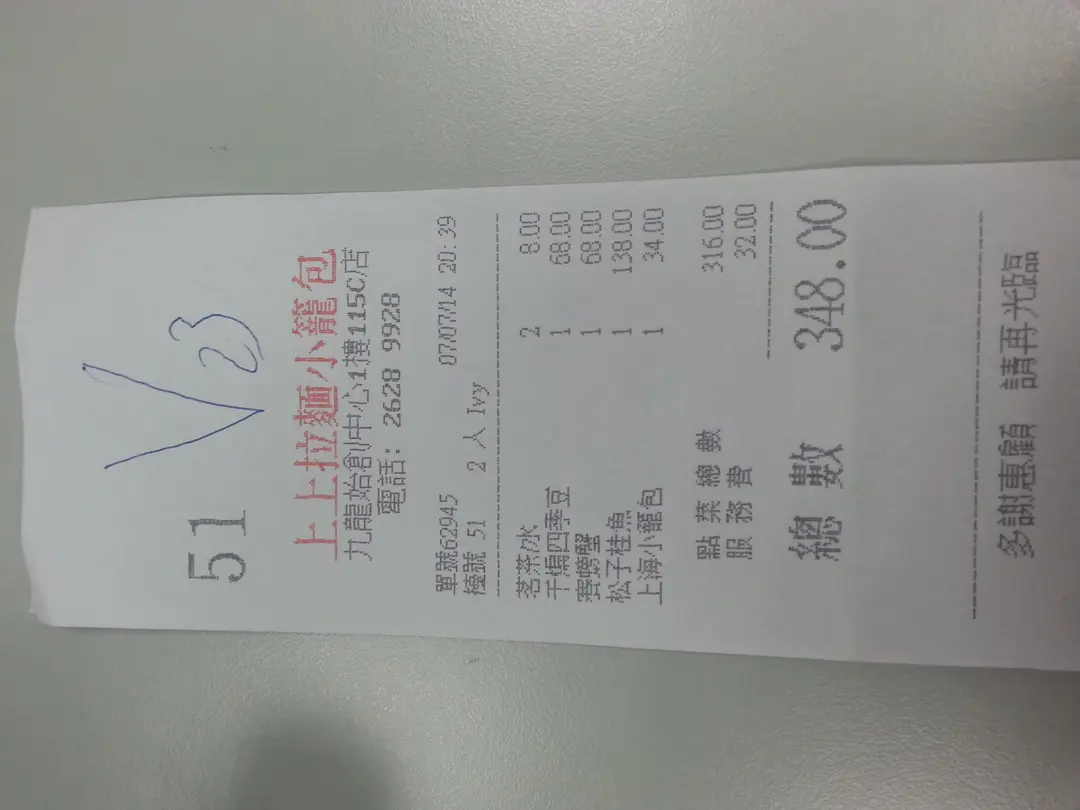 V 23
51
上上拉麵小籠包
九龍始創中心1樓115C店
電話: 2628 9928
單號62945 07/07/14 20:39
檯號 51 2 人 Ivy
茗茶/水 2 8.00
干煸四季豆 1 68.00
賽螃蟹 1 68.00
松子桂魚 1 138.00
上海小籠包 1 34.00
點菜總數 316.00
服務費 32.00
總數 348.00
多謝惠顧 請再光臨